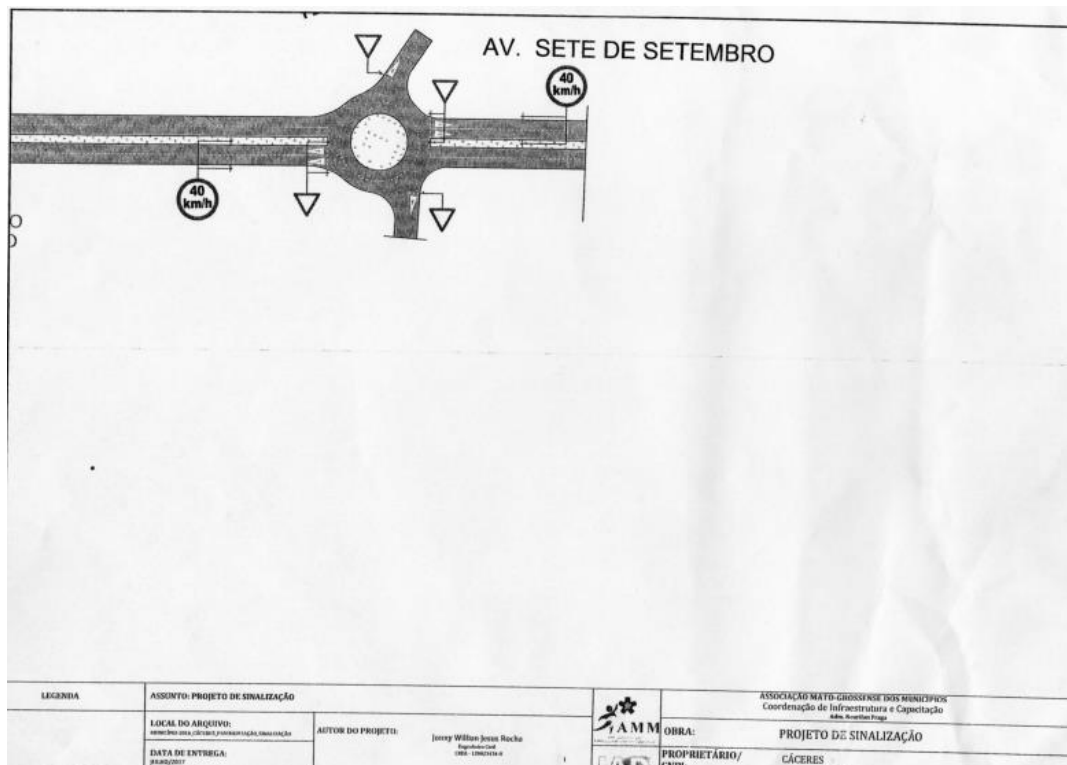 AV. SETE DE SETEMBRO
40
km/h
40
km/h
LEGENDA
ASSUNTO: PROJETO DE SINALIZAÇÃO
LOCAL DO ARQUIVO:
DATA DE ENTREGA:
AUTOR DO PROJETO:
Engenheiro Civil
AMM
ASSOCIAÇÃO MATO-GROSSENSE DOS MUNICÍPIOS
Coordenação de Infraestrutura e Capacitação
OBRA:
PROJETO DE SINALIZAÇÃO
PROPRIETÁRIO/
CÁCERES